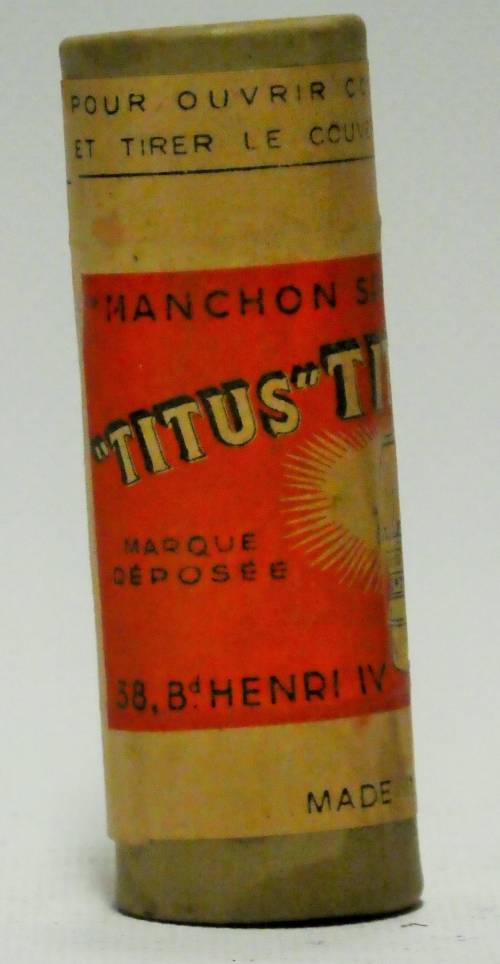 POUR OUVRIR
ET TIRER LE
"MANCHON
"TITUS"
MARQUE
DÉPOSÉE
38, Bd. HENRI IV
MADE